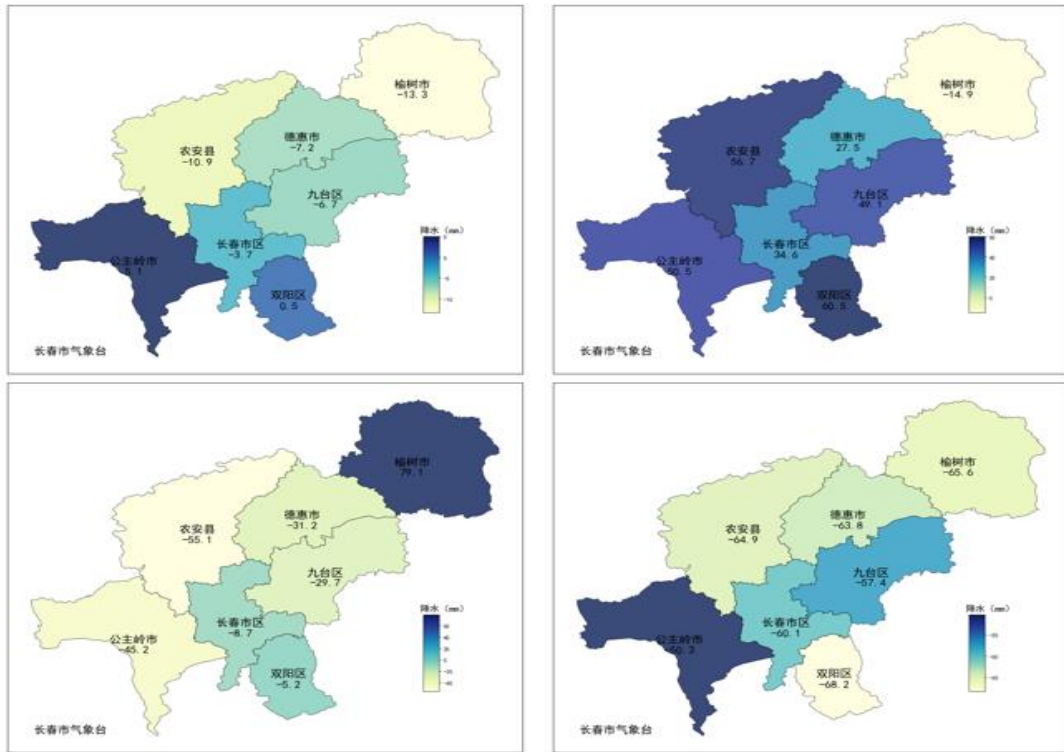 榆树市
-13.3
德惠市
-7.2
农安县
-10.9
九台区
-6.7
长春市区
-3.7
公主岭市
5.1
双阳区
0.5
降水 (mm)
长春市气象台
榆树市
-14.9
德惠市
27.5
农安县
56.7
九台区
49.1
长春市区
34.6
公主岭市
50.5
双阳区
60.5
降水 (mm)
长春市气象台
榆树市
79.1
德惠市
-31.2
农安县
-55.1
九台区
-29.7
长春市区
-8.7
公主岭市
-45.2
双阳区
-5.2
降水 (mm)
长春市气象台
榆树市
-65.6
德惠市
-63.8
农安县
-64.9
九台区
-57.4
长春市区
-60.1
公主岭市
-50.3
双阳区
-68.2
降水 (mm)
长春市气象台